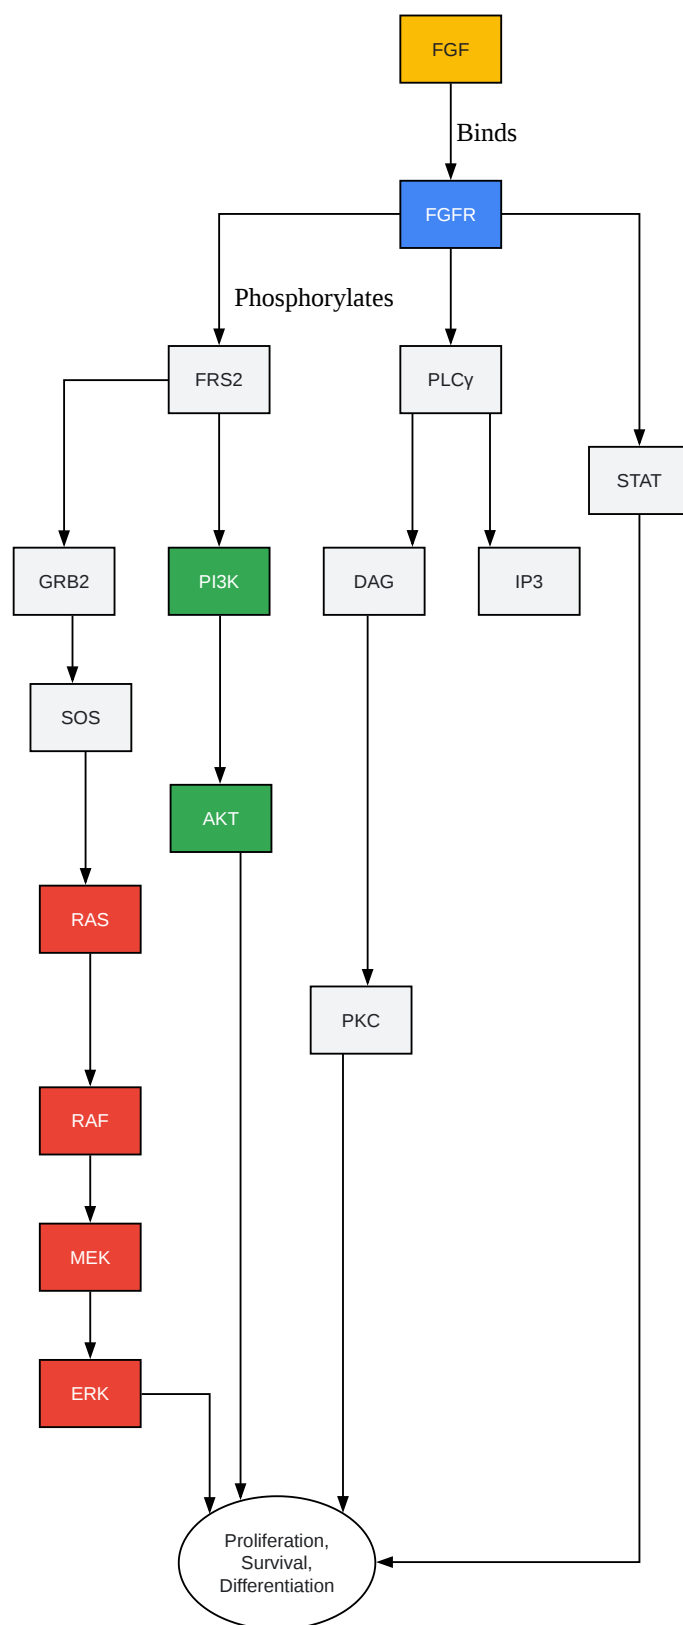 FGF
Binds
FGFR
Phosphorylates
FRS2
PLCγ
STAT
GRB2
PI3K
DAG
IP3
SOS
AKT
RAS
PKC
RAF
MEK
ERK
Proliferation,
Survival,
Differentiation